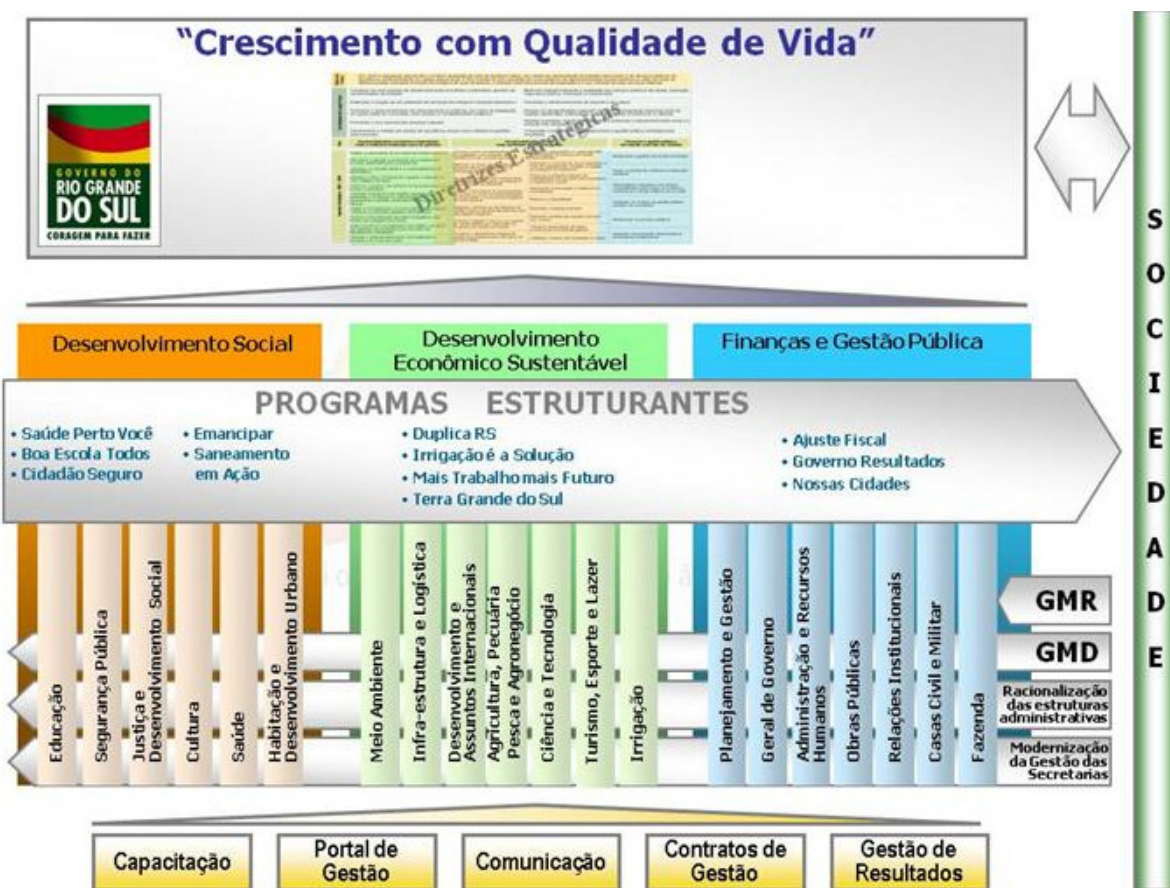 “Crescimento com Qualidade de Vida”
Diretrizes Estratégicas
GOVERNO DO
RIO GRANDE
DO SUL
CORAGEM PARA FAZER
SOCIEDADE
Desenvolvimento Social
Desenvolvimento
Econômico Sustentável
Finanças e Gestão Pública
PROGRAMAS ESTRUTURANTES
• Saúde Perto Você
• Boa Escola Todos
• Cidadão Seguro
• Emancipar
• Saneamento
em Ação
• Duplica RS
• Irrigação é a Solução
• Mais Trabalho mais Futuro
• Terra Grande do Sul
• Ajuste Fiscal
• Governo Resultados
• Nossas Cidades
Educação
Segurança Pública
Justiça e
Desenvolvimento Social
Cultura
Saúde
Habitação e
Desenvolvimento Urbano
Meio Ambiente
Infra-estrutura e Logística
Desenvolvimento e
Assuntos Internacionais
Agricultura, Pecuária
Pesca e Agronegócio
Ciência e Tecnologia
Turismo, Esporte e Lazer
Irrigação
Planejamento e Gestão
Geral de Governo
Administração e Recursos
Humanos
Obras Públicas
Relações Institucionais
Casas Civil e Militar
Fazenda
GMR
GMD
Racionalização
das estruturas
administrativas
Modernização
da Gestão das
Secretarias
Capacitação
Portal de
Gestão
Comunicação
Contratos de
Gestão
Gestão de
Resultados